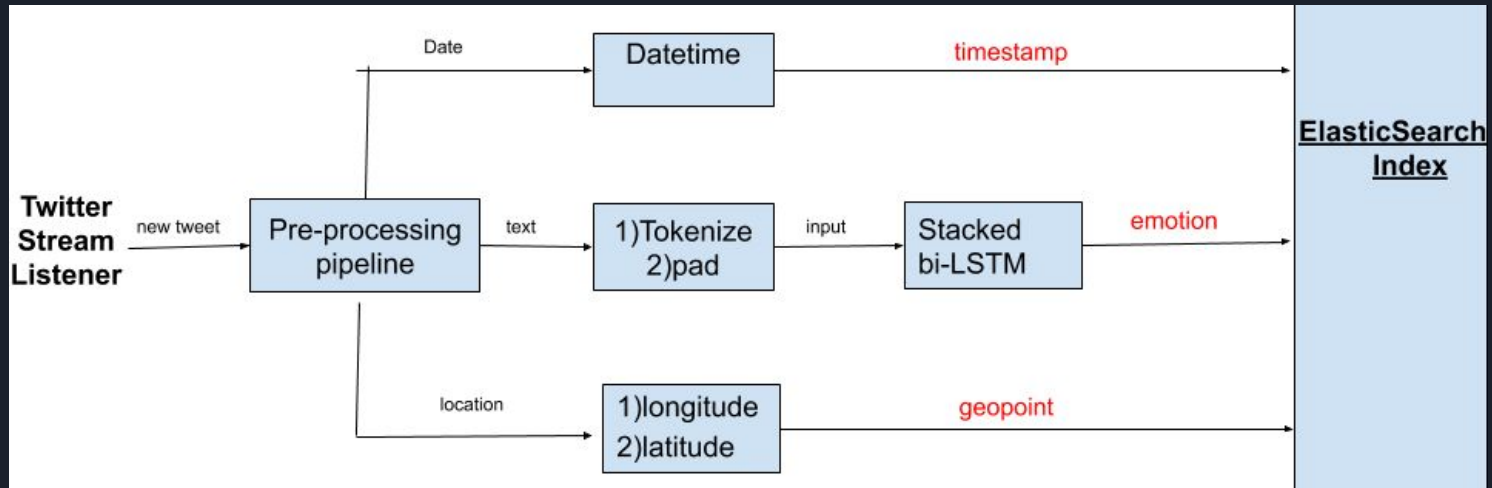 Date
Datetime
timestamp
ElasticSearch
Index
Twitter
Stream
Listener
new tweet
Pre-processing
pipeline
text
1)Tokenize
2)pad
input
Stacked
bi-LSTM
emotion
location
1)longitude
2)latitude
geopoint